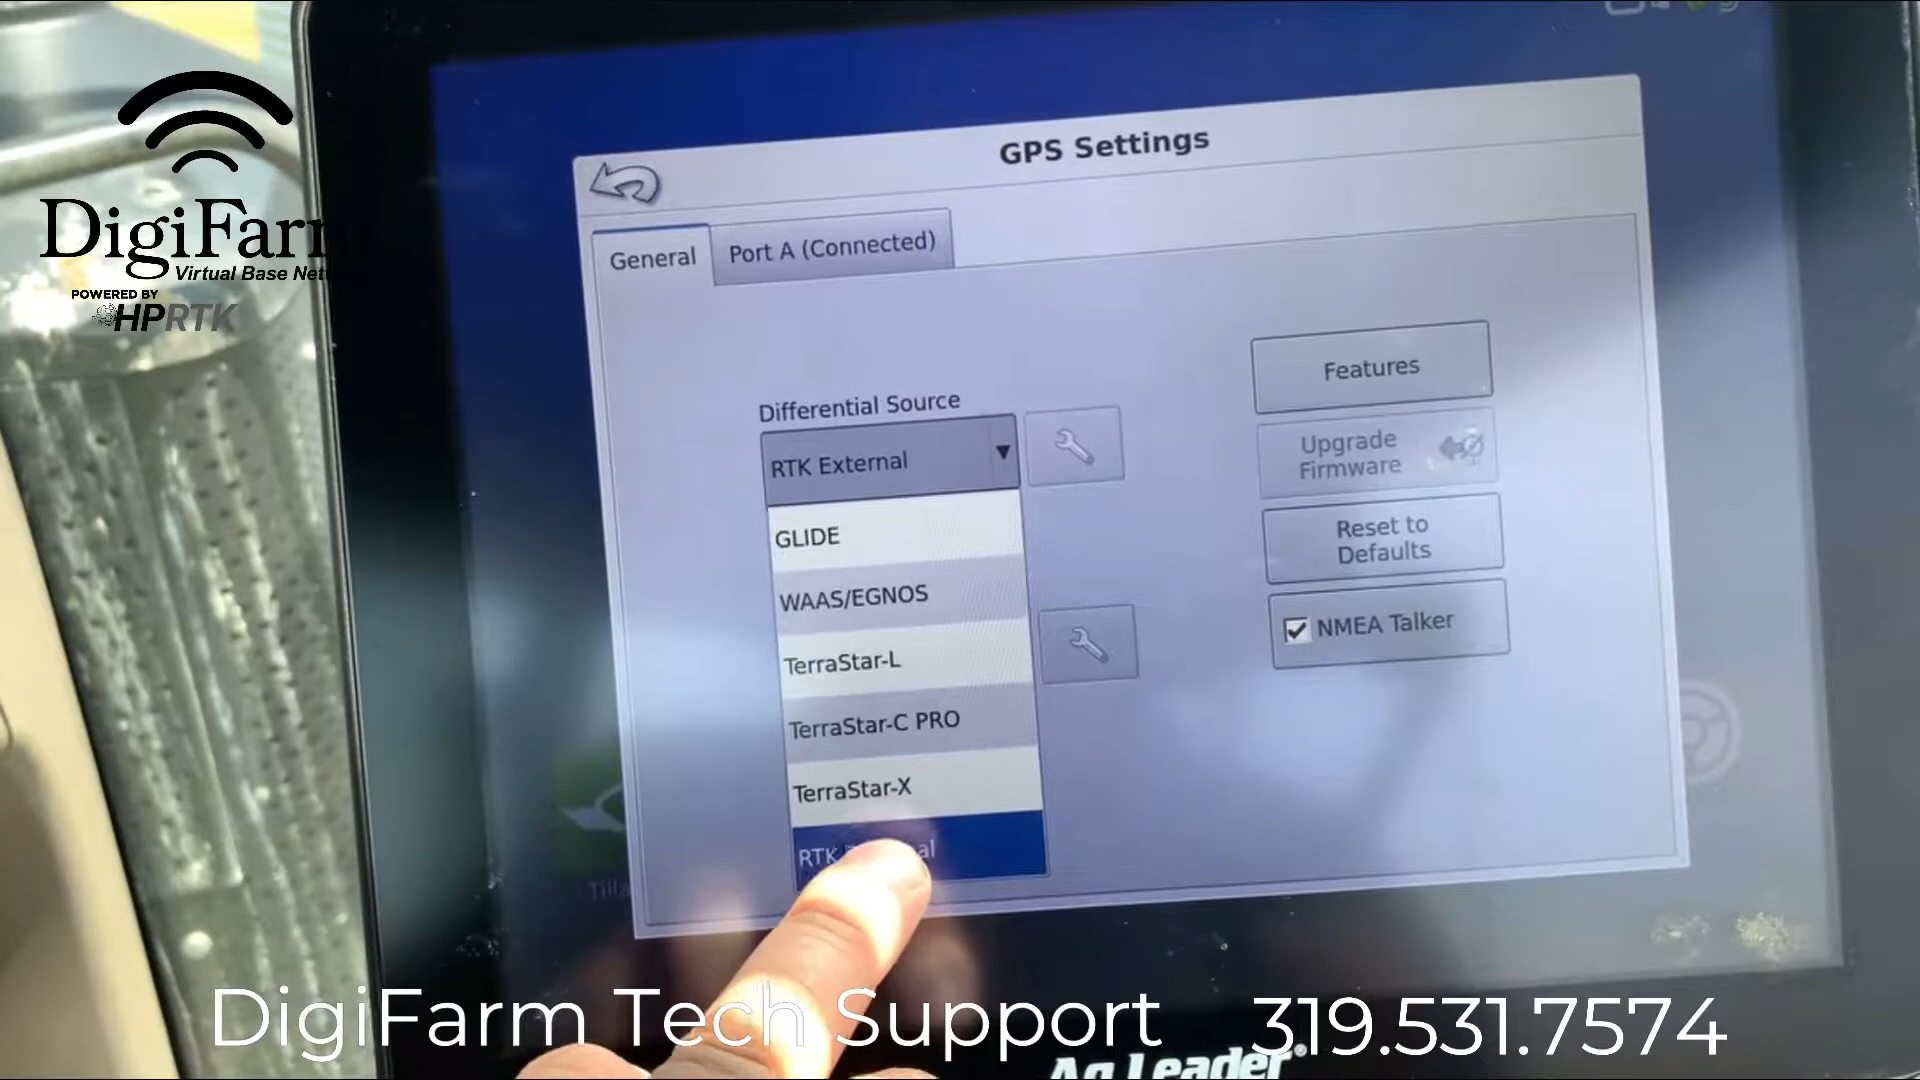 DigiFarm
Virtual Base Net
POWERED BY
HPRTK
GPS Settings
General
Port A (Connected)
Differential Source
RTK External
GLIDE
WAAS/EGNOS
TerraStar-L
TerraStar-C PRO
TerraStar-X
RTK
Features
Upgrade
Firmware
Reset to
Defaults
NMEA Talker
DigiFarm Tech Support 319.531.7574
Ag Leader®